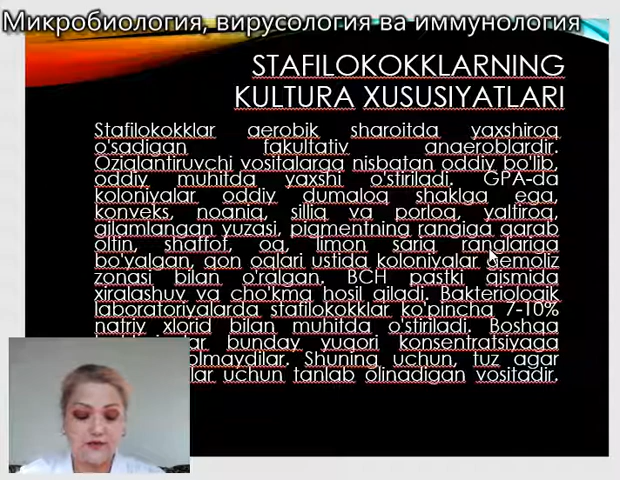 Микробиология, вирусология ва иммунология
STAFILOKOKKLARNING
KULTURA XUSUSIYATLARI
Stafilokokklar aerobik sharoitda yaxshiroq
o'sadigan fakultativ anaeroblardir.
Oziqlantiruvchi vositalarga nisbatan oddiy bo'lib,
oddiy muhitda yaxshi o'stiriladi. GPA-da
koloniyalar oddiy dumaloq shaklga ega,
konveks, noaniq, silliq va porloq, yaltiroq,
gilamlangan yuzasi, pigmentning rangiga qarab
oltin, shaffof, oq, limon sariq ranglariga
bo'yalgan, qon oqlari ustida koloniyalar gemoliz
zonasi bilan o'ralgan. BCH pastki qismida
xiralashuv va cho'kma hosil qiladi. Bakteriologik
laboratoriyalarda stafilokokklar ko'pincha 7-10%
natriy xlorid bilan muhitda o'stiriladi. Boshqa
lar bunday yuqori konsentratsiyaga
olmaydilar. Shuning uchun, tuz agar
lar uchun tanlab olinadigan vositadir.